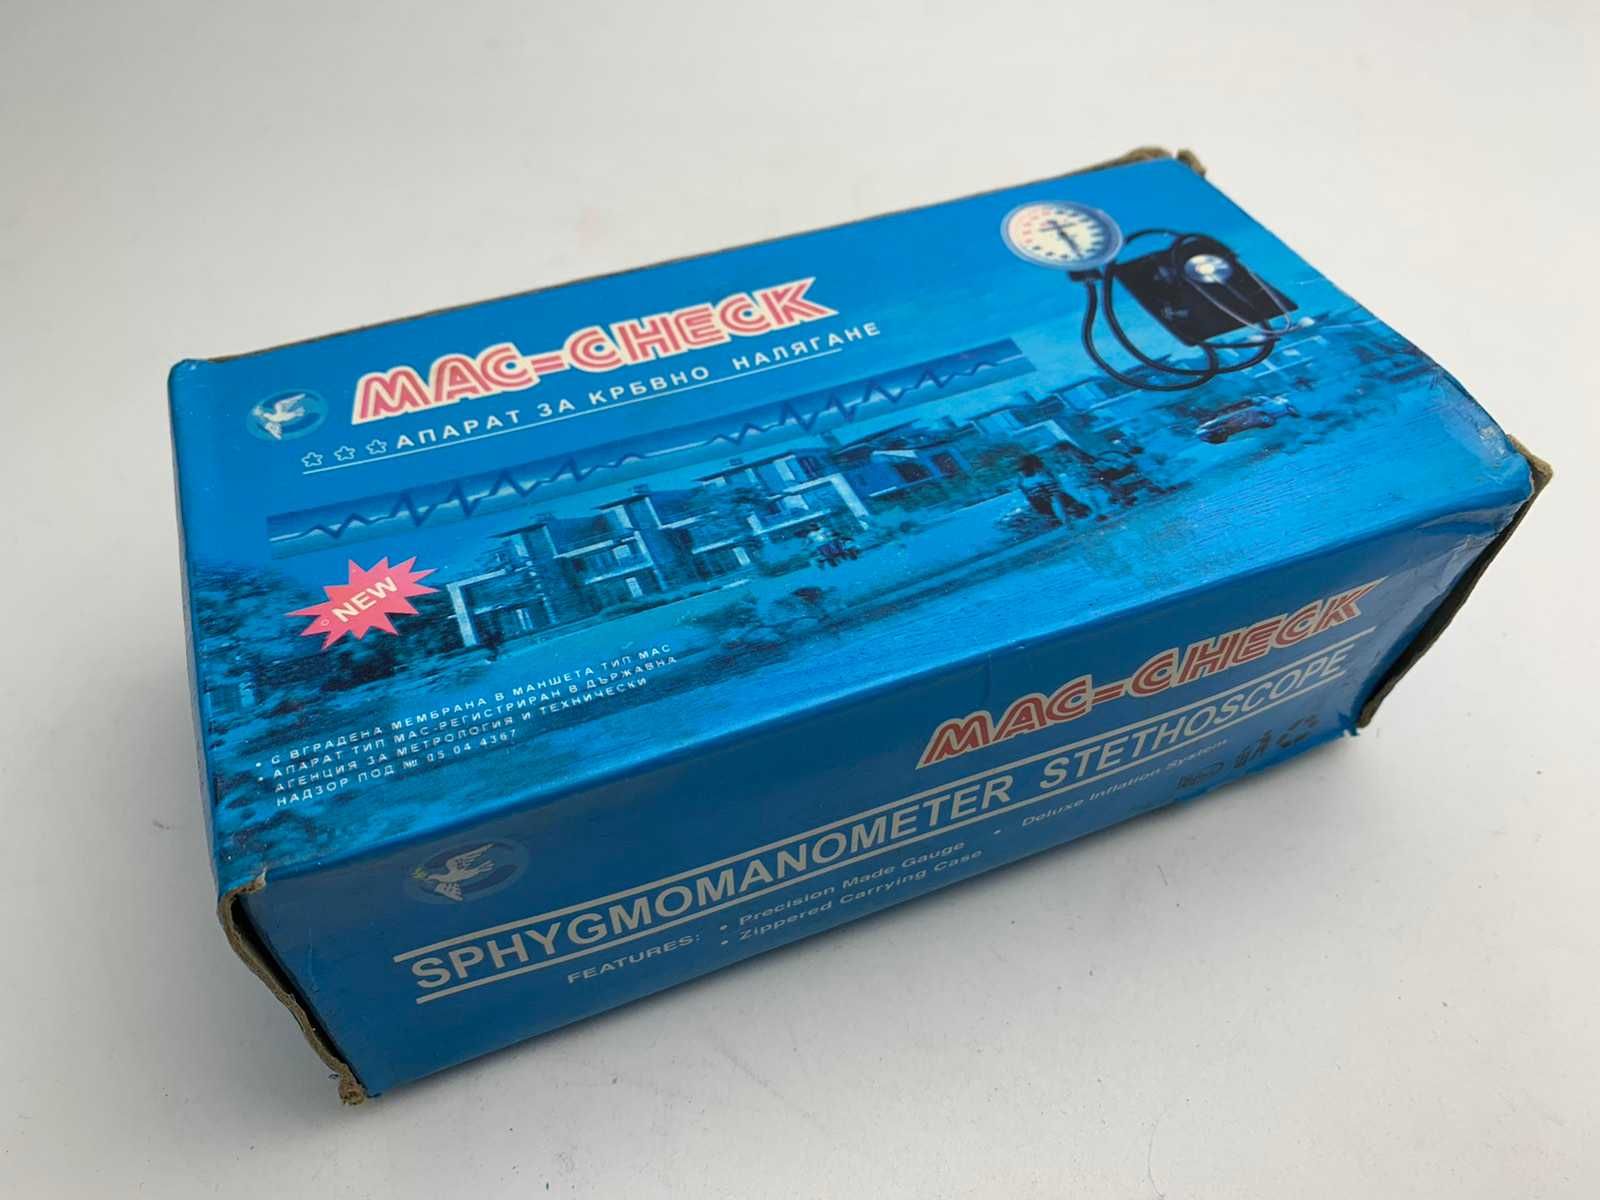 MAC-CHECK
АПАРАТ ЗА КРБВНО НАЛЯГАНЕ
NEW
• С ВГРАДЕНА МЕМБРАНА В МАНШЕТА ТИП МАС
• АПАРАТ ТИП МАС-РЕГИСТРИРАН В ДЪРЖАВНА
АГЕНЦИЯ ЗА МЕТРОЛОГИЯ И ТЕХНИЧЕСКИ
НАДЗОР ПОД № 05 04 4367
MAC-CHECK
SPHYGMOMANOMETER STETHOSCOPE
FEATURES: • Precision Made Gauge • Deluxe Inflation System
• Zippered Carrying Case